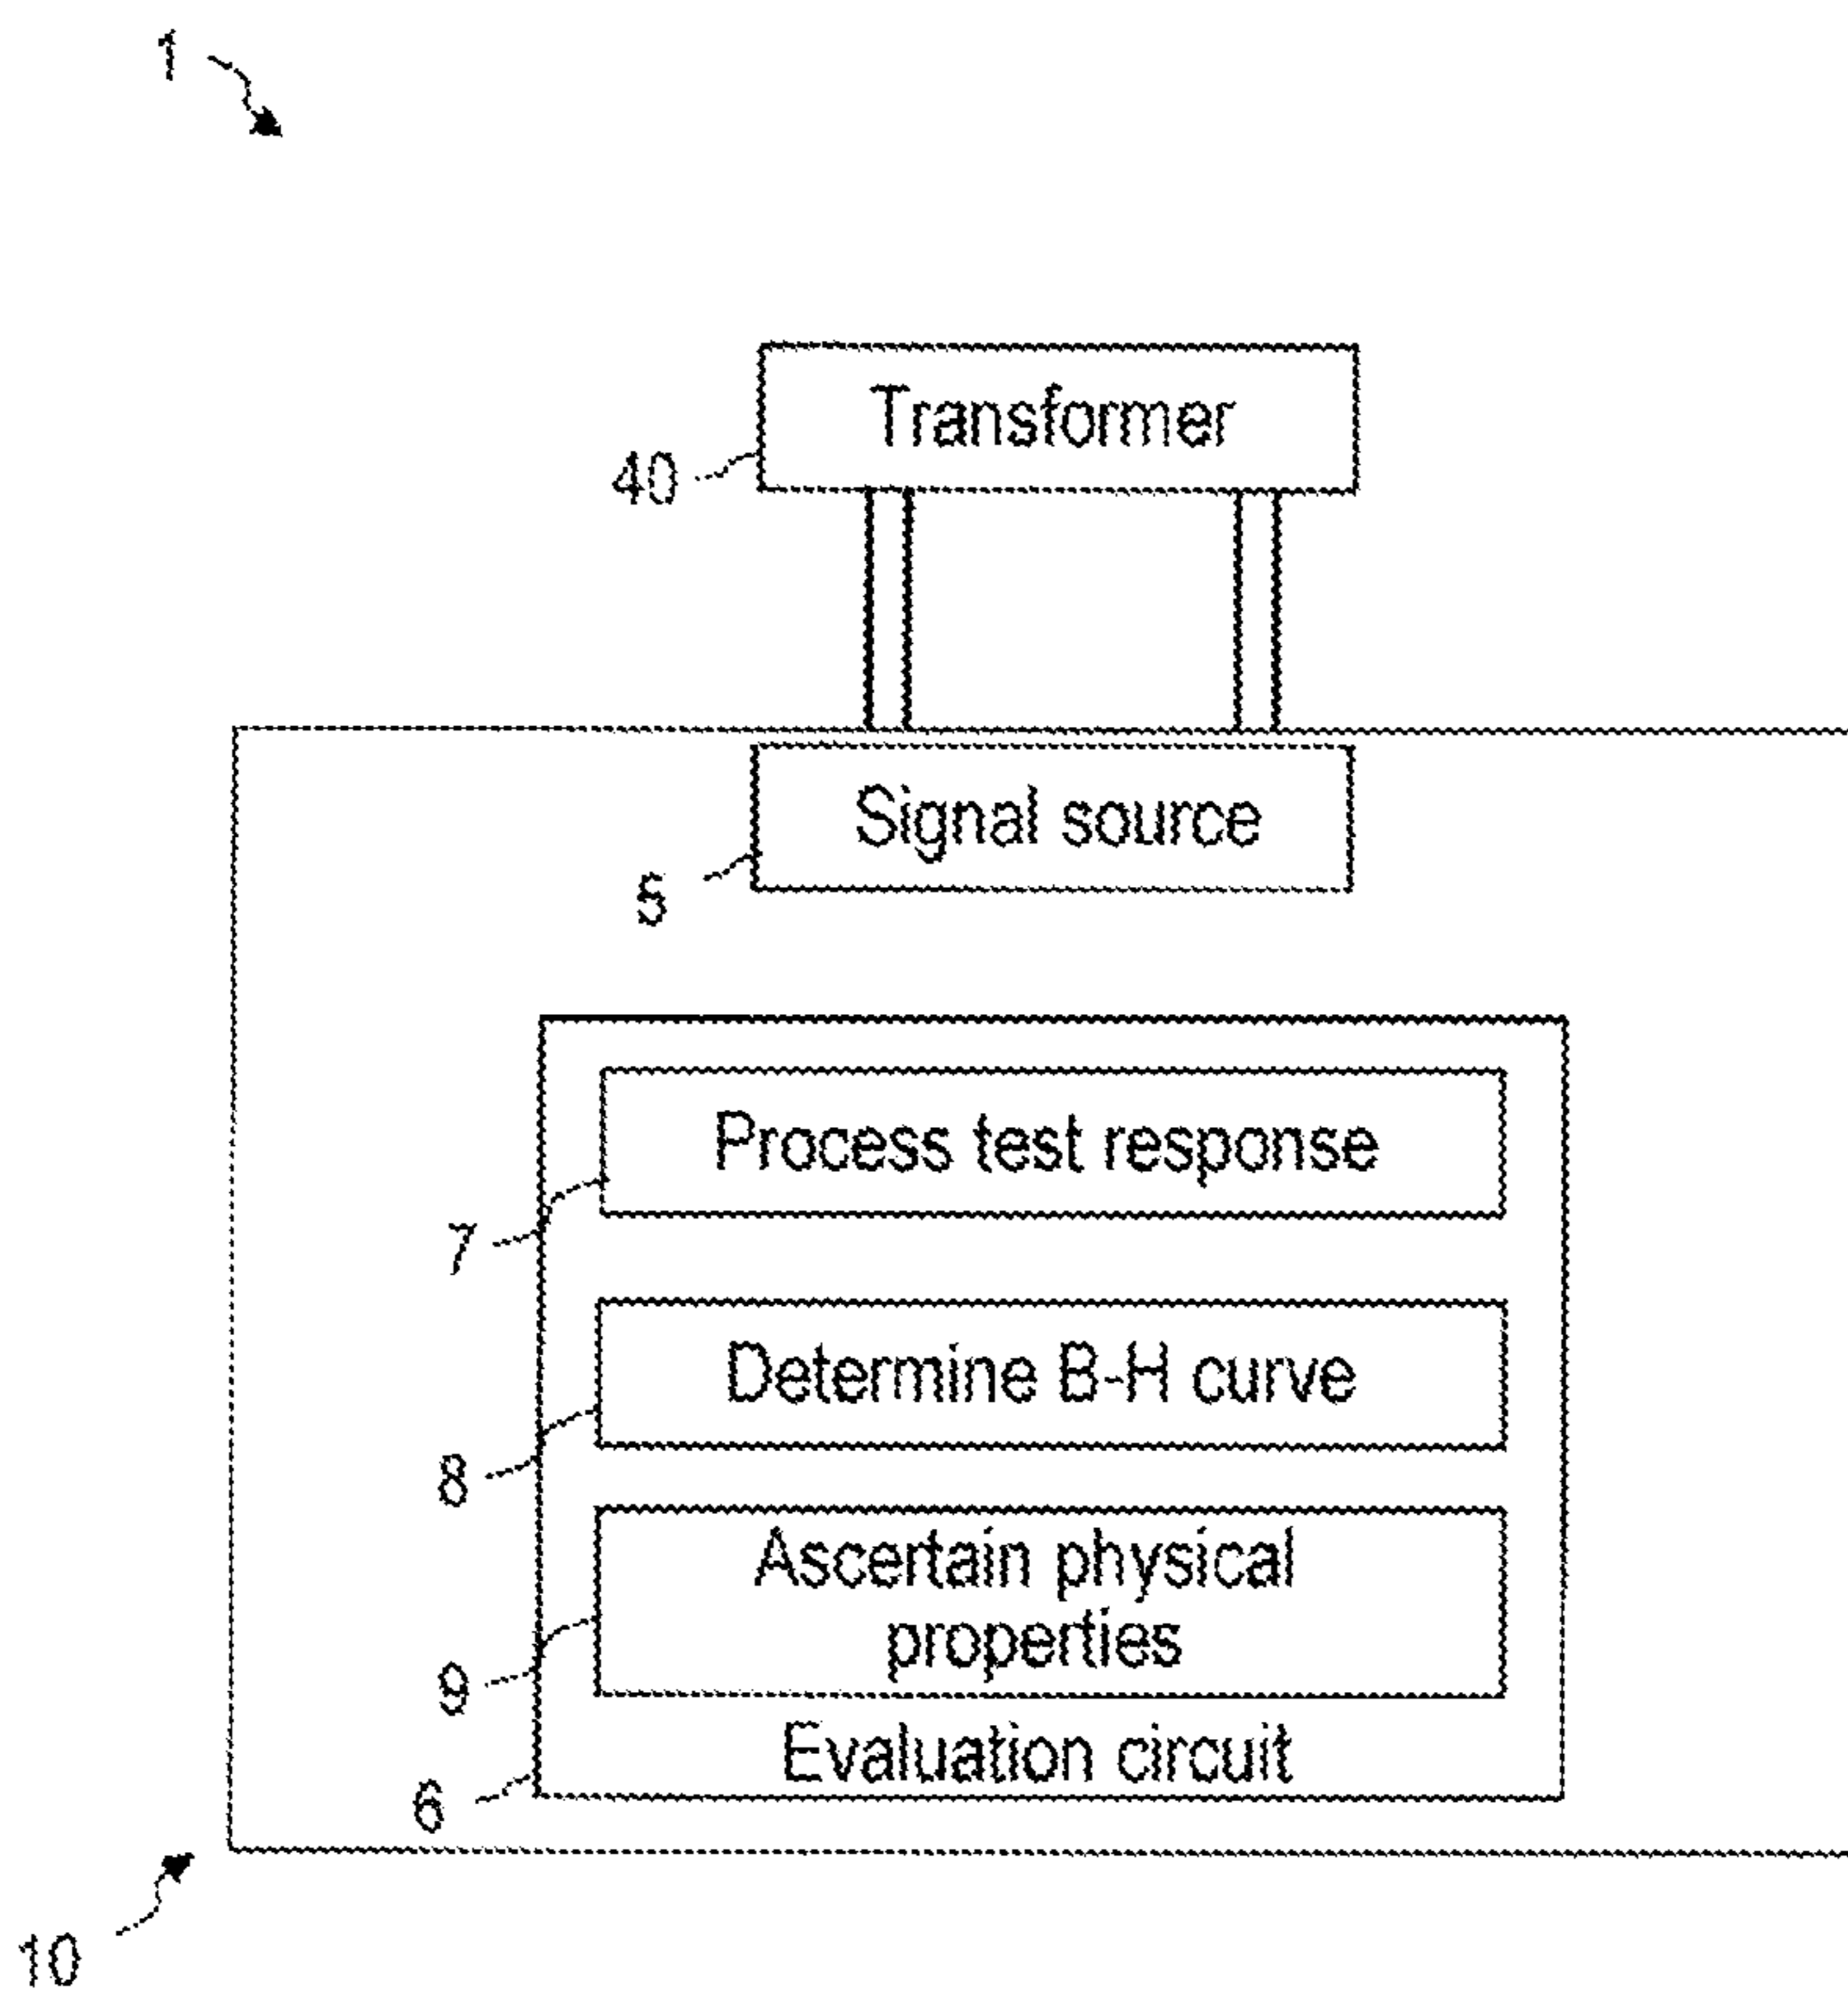 1
Transformer
40
Signal source
5
Process test response
7
Determine B-H curve
8
Ascertain physical
properties
9
Evaluation circuit
6
10